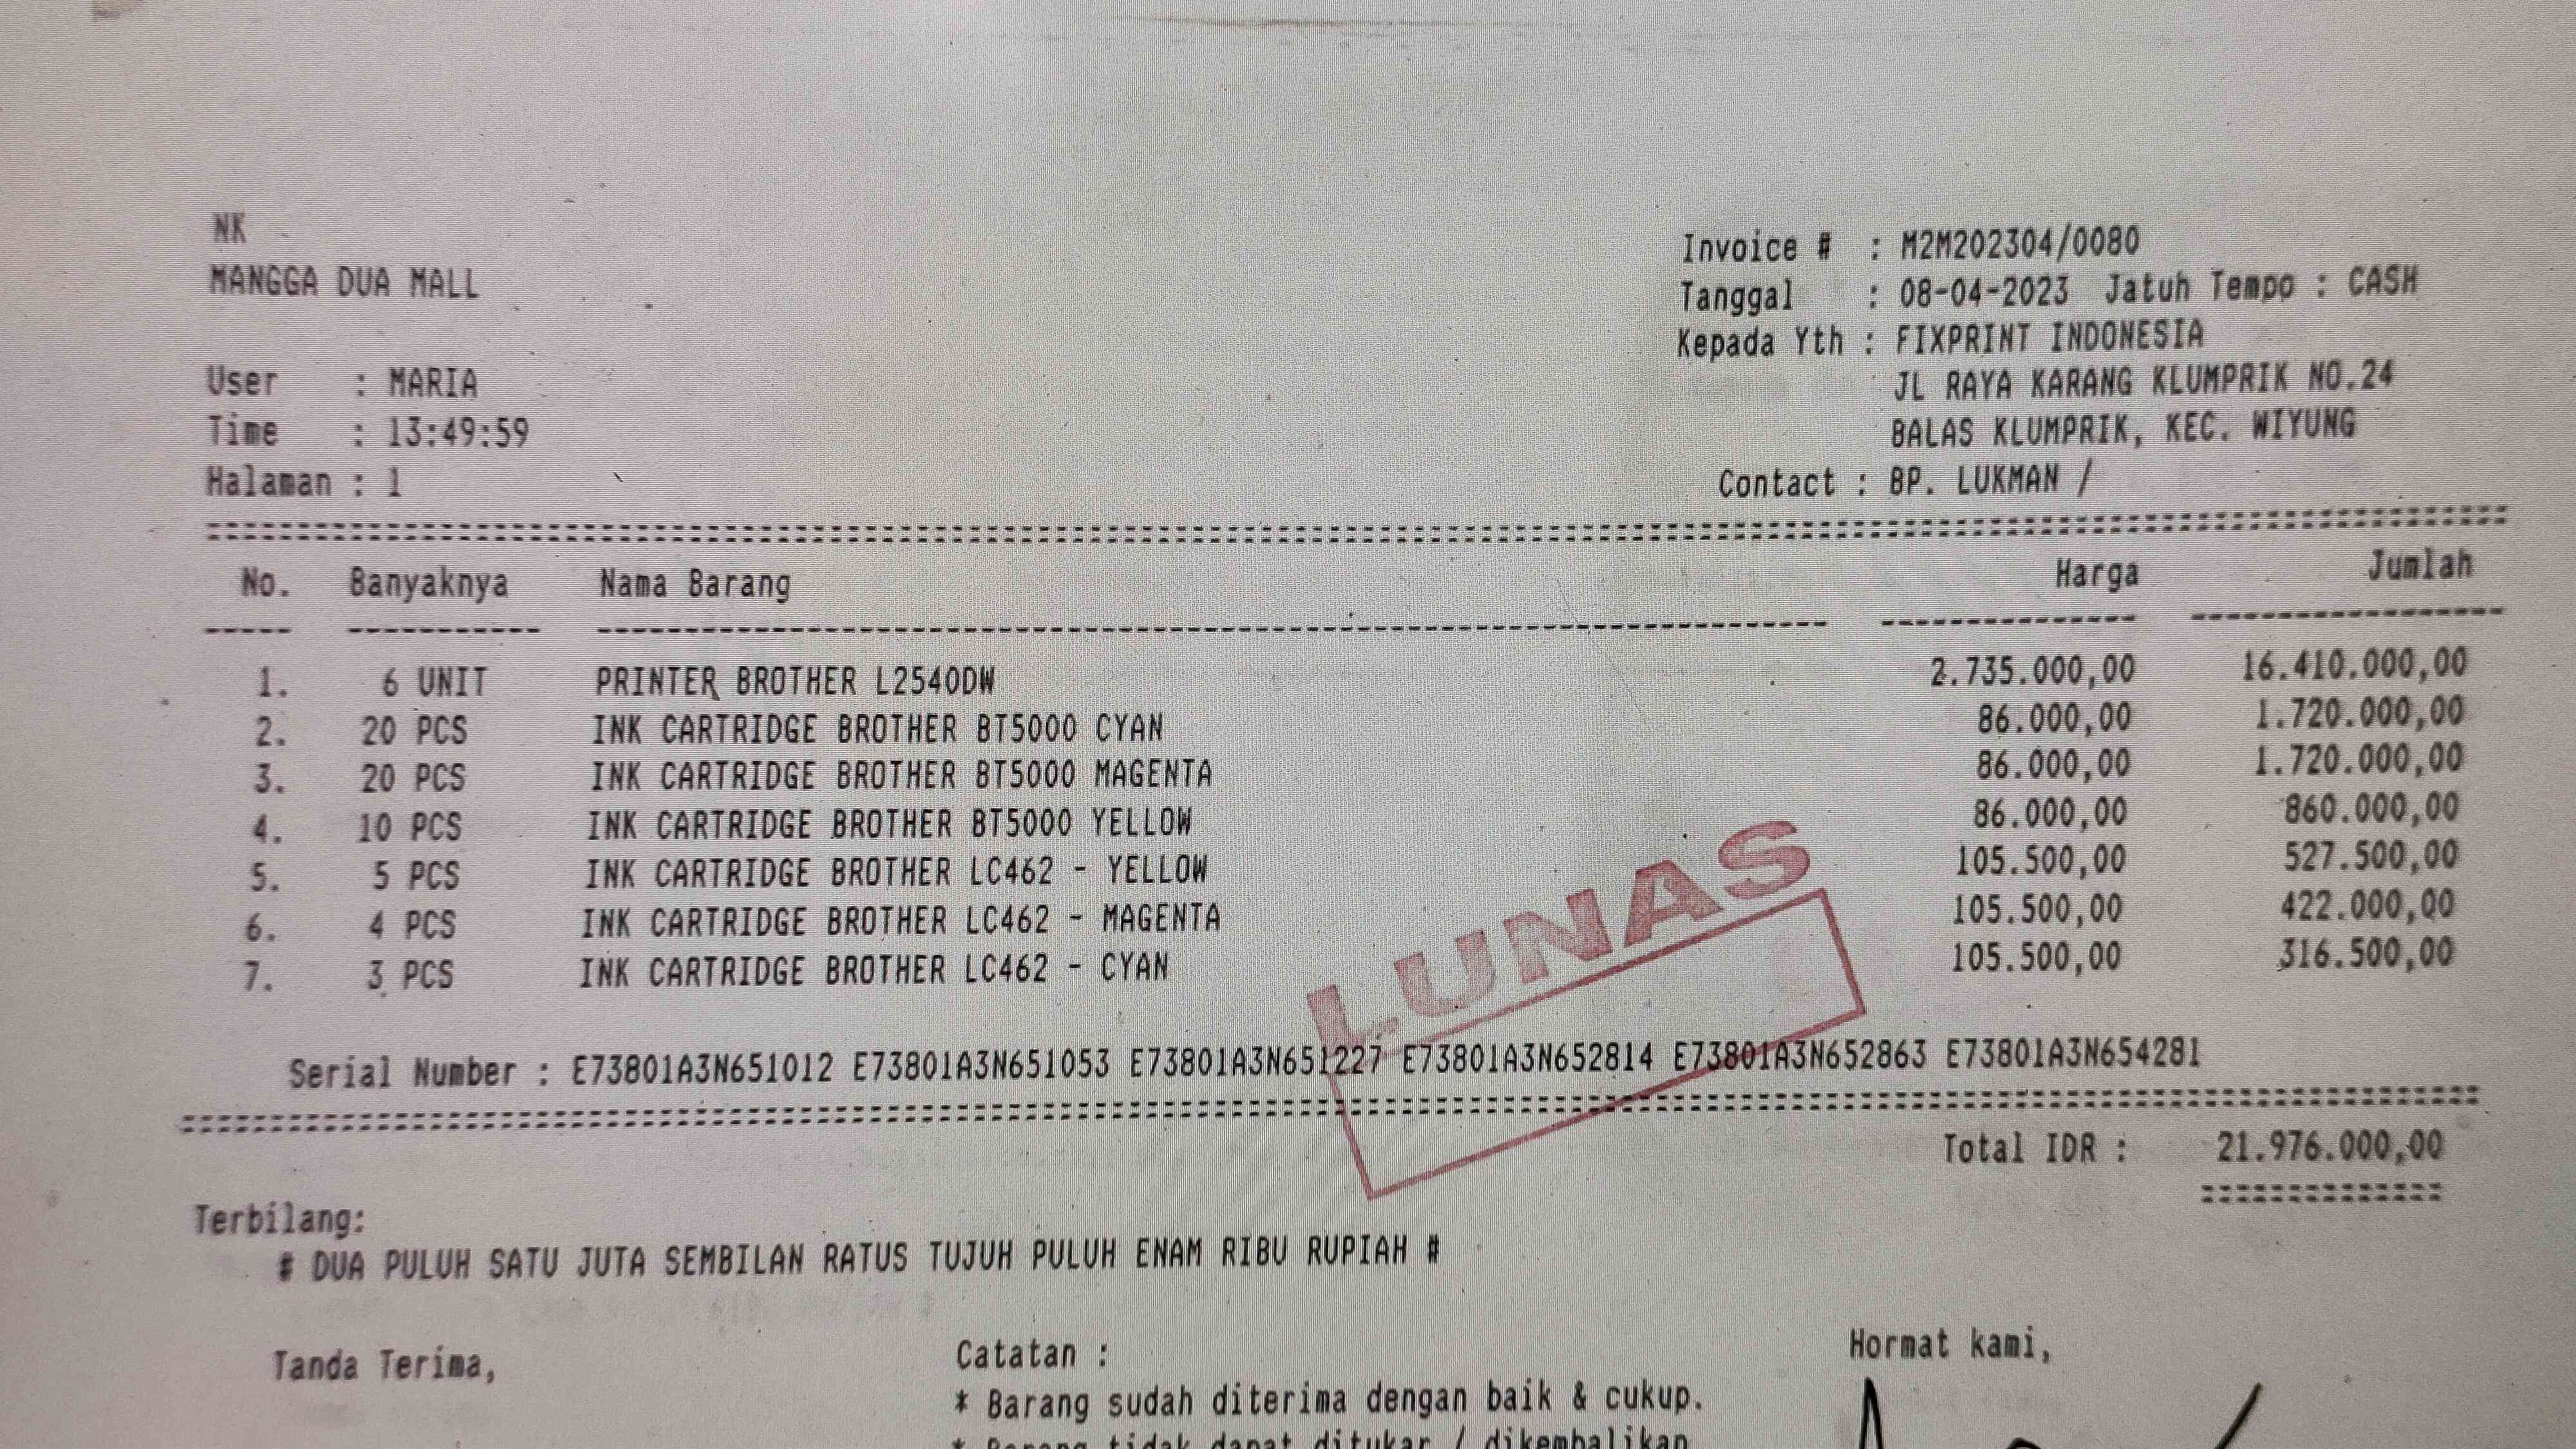 NK
MANGGA DUA MALL
Invoice # : M2M202304/0080
Tanggal : 08-04-2023 Jatuh Tempo : CASH
Kepada Yth : FIXPRINT INDONESIA
JL RAYA KARANG KLUMPRIK NO.24
BALAS KLUMPRIK, KEC. WIYUNG
Contact : BP. LUKMAN /
User : MARIA
Time : 13:49:59
Halaman : 1
No. Banyaknya Nama Barang Harga Jumlah
1. 6 UNIT PRINTER BROTHER L2540DW 2.735.000,00 16.410.000,00
2. 20 PCS INK CARTRIDGE BROTHER BT5000 CYAN 86.000,00 1.720.000,00
3. 20 PCS INK CARTRIDGE BROTHER BT5000 MAGENTA 86.000,00 1.720.000,00
4. 10 PCS INK CARTRIDGE BROTHER BT5000 YELLOW 86.000,00 860.000,00
5. 5 PCS INK CARTRIDGE BROTHER LC462 - YELLOW 105.500,00 527.500,00
6. 4 PCS INK CARTRIDGE BROTHER LC462 - MAGENTA 105.500,00 422.000,00
7. 3 PCS INK CARTRIDGE BROTHER LC462 - CYAN 105.500,00 316.500,00
LUNAS
Serial Number : E73801A3N651012 E73801A3N651053 E73801A3N651227 E73801A3N652814 E73801A3N652863 E73801A3N654281
Total IDR : 21.976.000,00
Terbilang:
# DUA PULUH SATU JUTA SEMBILAN RATUS TUJUH PULUH ENAM RIBU RUPIAH #
Tanda Terima,
Catatan :
* Barang sudah diterima dengan baik & cukup.
* Barang tidak dapat ditukar / dikembalikan
Hormat kami,